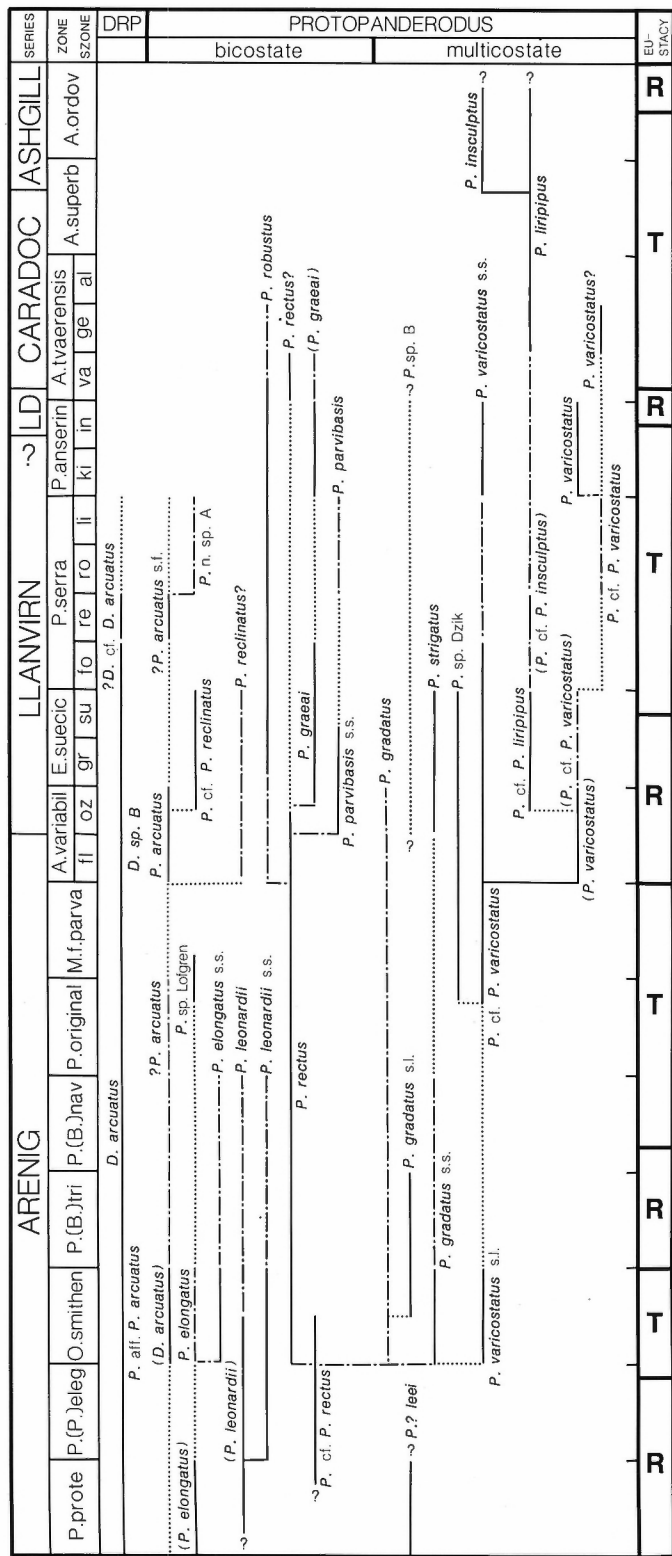 SERIES
ZONE
SZONE
DRP
PROTOPANDERODUS
bicostate
multicostate
EU-
STACY
ASHGILL
CARADOC
LD
-?
LLANVIRN
ARENIG
A.ordov
A.superb
A.tvaerensis
al
ge
va
P.anserin
in
ki
P.serra
li
ro
re
fo
E.suecic
su
gr
A.variabil
oz
fl
M.f.parva
P.original
P.(B.)nav
P.(B.)tri
O.smithen
P.(P.)eleg
P.prote
?D. cf. D. arcuatus
D. sp. B
D. arcuatus
P. aff. P. arcuatus
?P. arcuatus s.f.
P. arcuatus
?P. arcuatus
(D. arcuatus)
P. n. sp. A
P. cf. P. reclinatus
P. sp. Lofgren
P. elongatus
(P. elongatus)
P. elongatus s.s.
P. reclinatus?
P. leonardii
(P. leonardii)
?
P. leonardii s.s.
P. robustus
P. rectus?
P. rectus
(P. graeai)
P. graeai
P. cf. P. rectus
?
P. parvibasis
P. parvibasis s.s.
P. gradatus
? P.sp. B
?
P. gradatus s.l.
? P.? leei
P. strigatus
P. gradatus s.s.
P. sp. Dzik
?
P. insculptus
P. varicostatus s.s.
P. cf. P. varicostatus
P. varicostatus s.l.
?
P. liripipus
(P. cf. P. insculptus)
P. cf. P. liripipus
P. varicostatus
(P. cf. P. varicostatus)
(P. varicostatus)
P. varicostatus?
P. cf. P. varicostatus
R
T
R
T
R
T
R
T
R